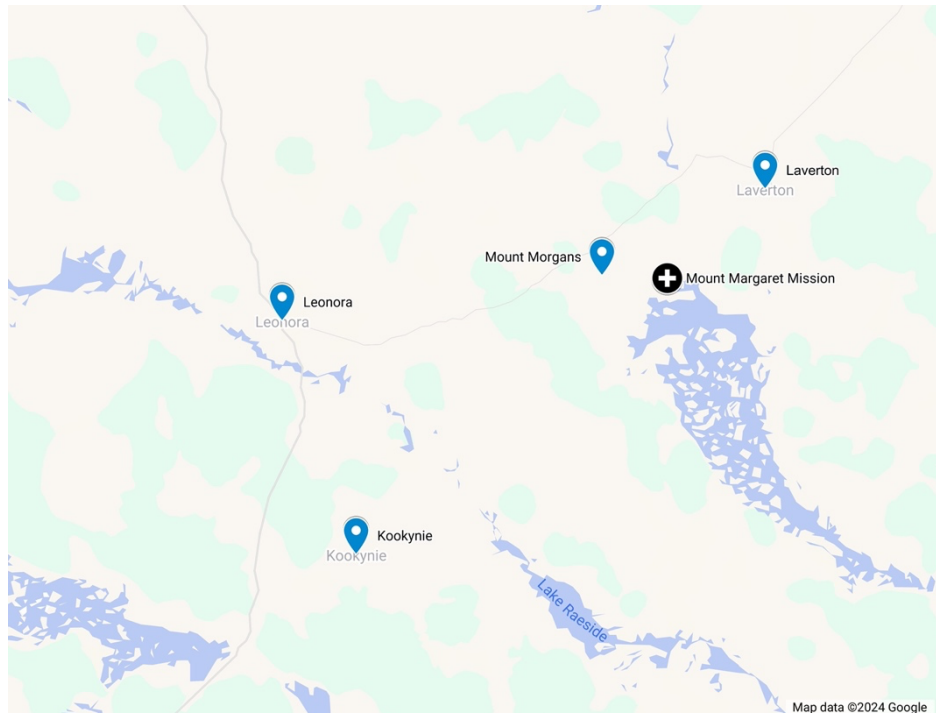 Laverton
Laverton
Mount Morgans
Mount Margaret Mission
Leonora
Leonora
Kookynie
Kookynie
Lake Raeside
Map data ©2024 Google